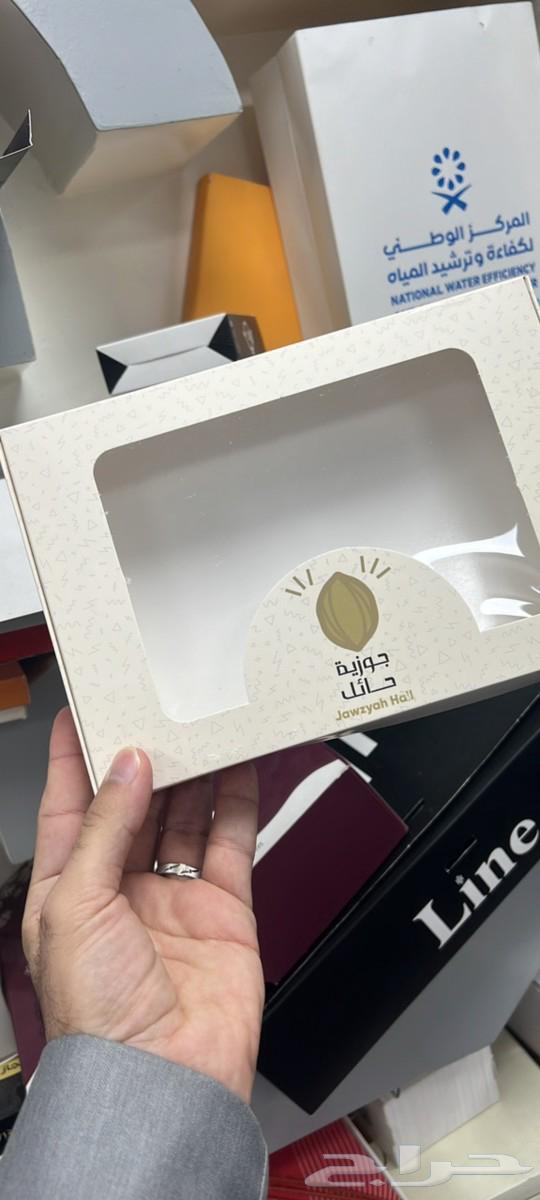 المركز الوطني
لكفاءة وترشيد المياه
NATIONAL WATER EFFICIENCY
جوزية
حائل
Jawzyah Ha'il
Line
حراج